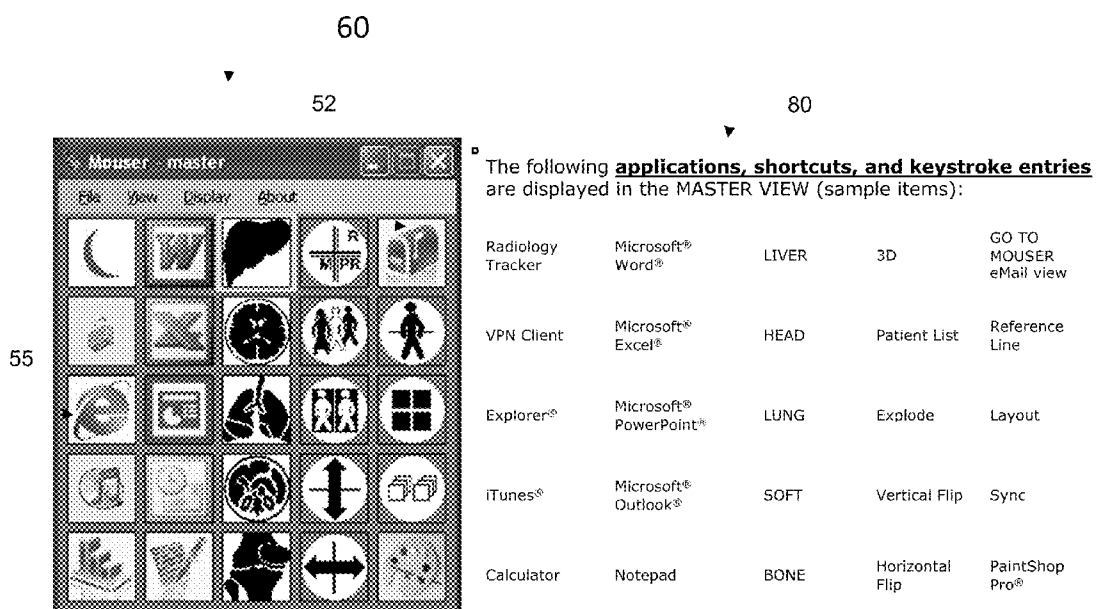 60
52
80
Mouser - master
File View Display About
55
R
M PR
The following applications, shortcuts, and keystroke entries
are displayed in the MASTER VIEW (sample items):
Radiology
Tracker
Microsoft®
Word®
LIVER
3D
GO TO
MOUSER
eMail view
VPN Client
Microsoft®
Excel®
HEAD
Patient List
Reference
Line
Explorer®
Microsoft®
PowerPoint®
LUNG
Explode
Layout
iTunes®
Microsoft®
Outlook®
SOFT
Vertical Flip
Sync
Calculator
Notepad
BONE
Horizontal
Flip
PaintShop
Pro®